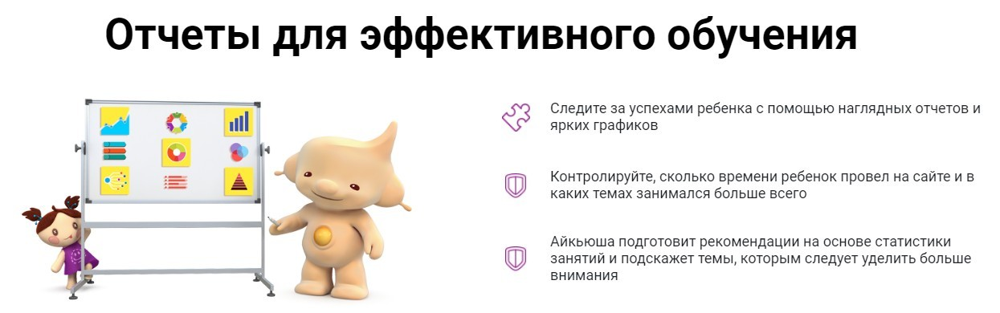 Отчеты для эффективного обучения
Следите за успехами ребенка с помощью наглядных отчетов и
ярких графиков
Контролируйте, сколько времени ребенок провел на сайте и в
каких темах занимался больше всего
Айкьюша подготовит рекомендации на основе статистики
занятий и подскажет темы, которым следует уделить больше
внимания